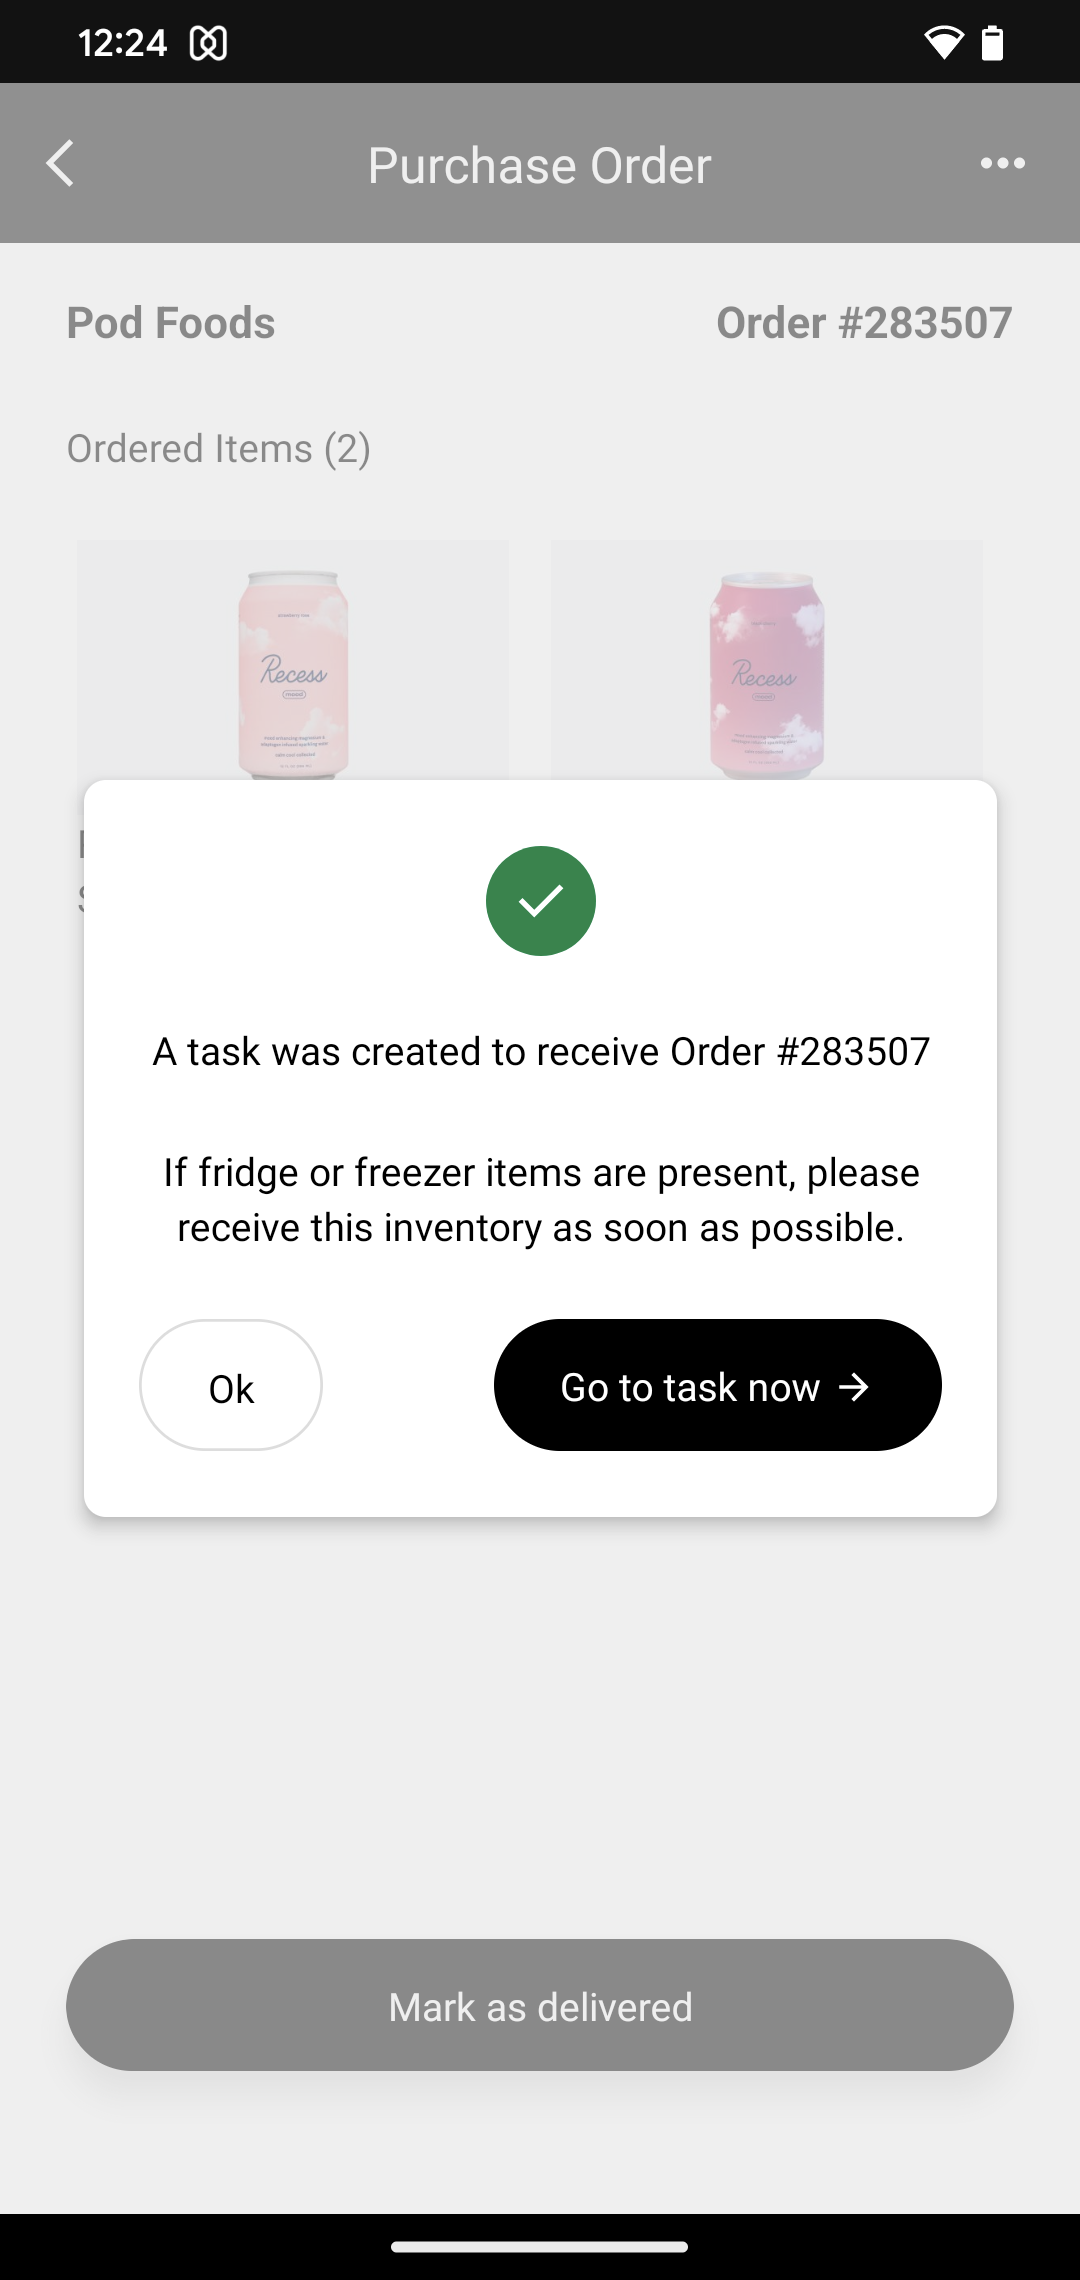 12:24
Purchase Order
Pod Foods
Order #283507
Ordered Items (2)
Recess
mood
Recess
mood
A task was created to receive Order #283507
If fridge or freezer items are present, please
receive this inventory as soon as possible.
Ok
Go to task now →
Mark as delivered